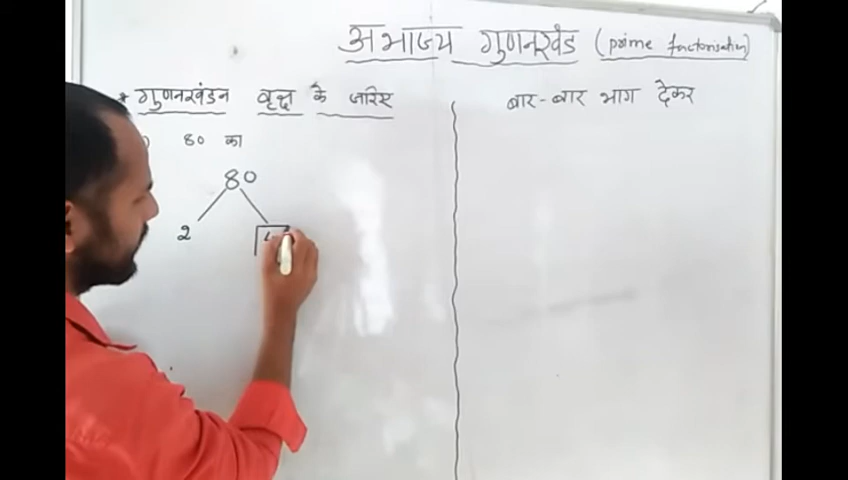 अभाज्य गुणनखंड (prime factorisation)
* गुणनखंडन वृक्ष के जरिए
80 का
80
2
बार-बार भाग देकर